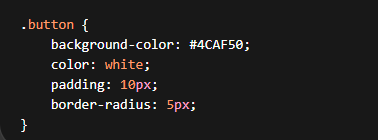 .button {
    background-color: #4CAF50;
    color: white;
    padding: 10px;
    border-radius: 5px;
}